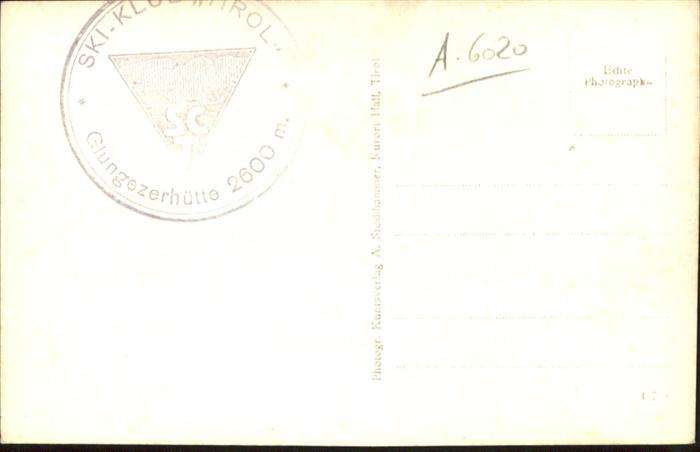 SKI-KLUB „TIROL“
SC
* Glungezerhütte 2600 m. *
A. 6020
Echte
Photographie
Photogr. Kunstverlag A. Stockhammer, Kurort Hall, Tirol